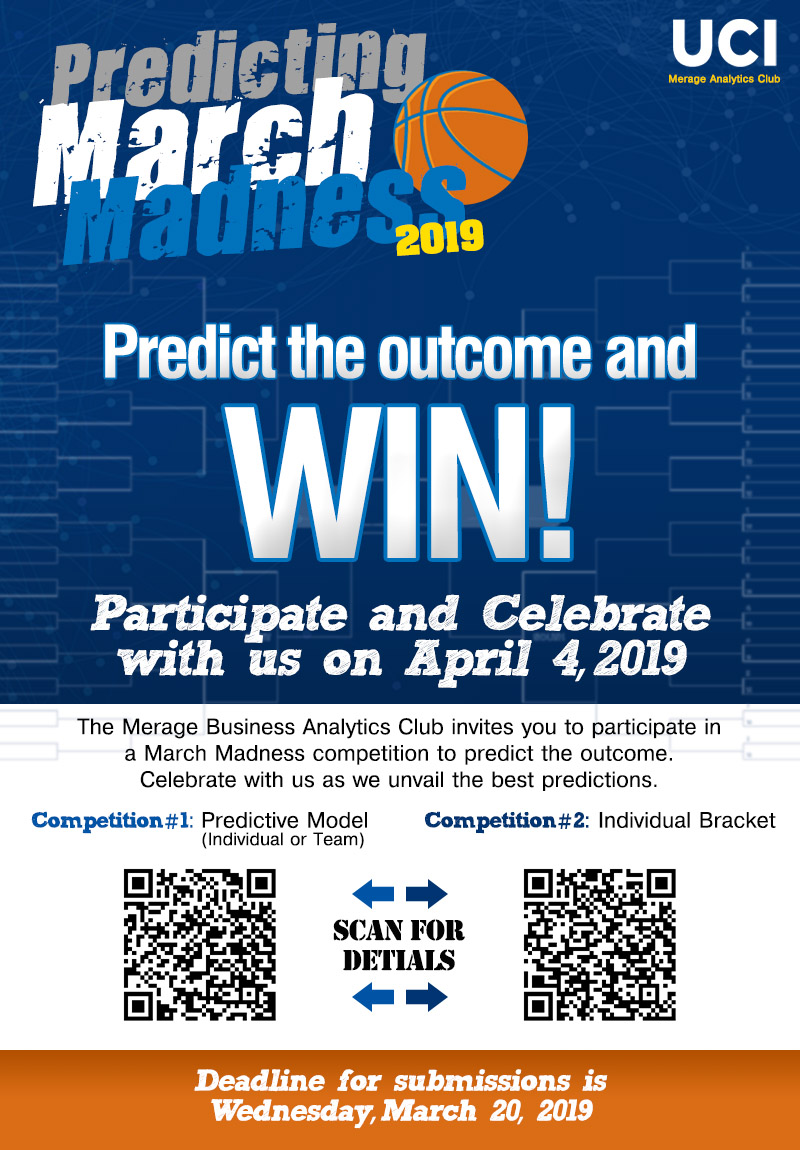 Predicting
March
Madness
2019
UCI
Merage Analytics Club
Predict the outcome and
WIN!
Participate and Celebrate
with us on April 4, 2019
The Merage Business Analytics Club invites you to participate in
a March Madness competition to predict the outcome.
Celebrate with us as we unvail the best predictions.
Competition#1: Predictive Model
(Individual or Team)
Competition#2: Individual Bracket
SCAN FOR
DETIALS
Deadline for submissions is
Wednesday, March 20, 2019